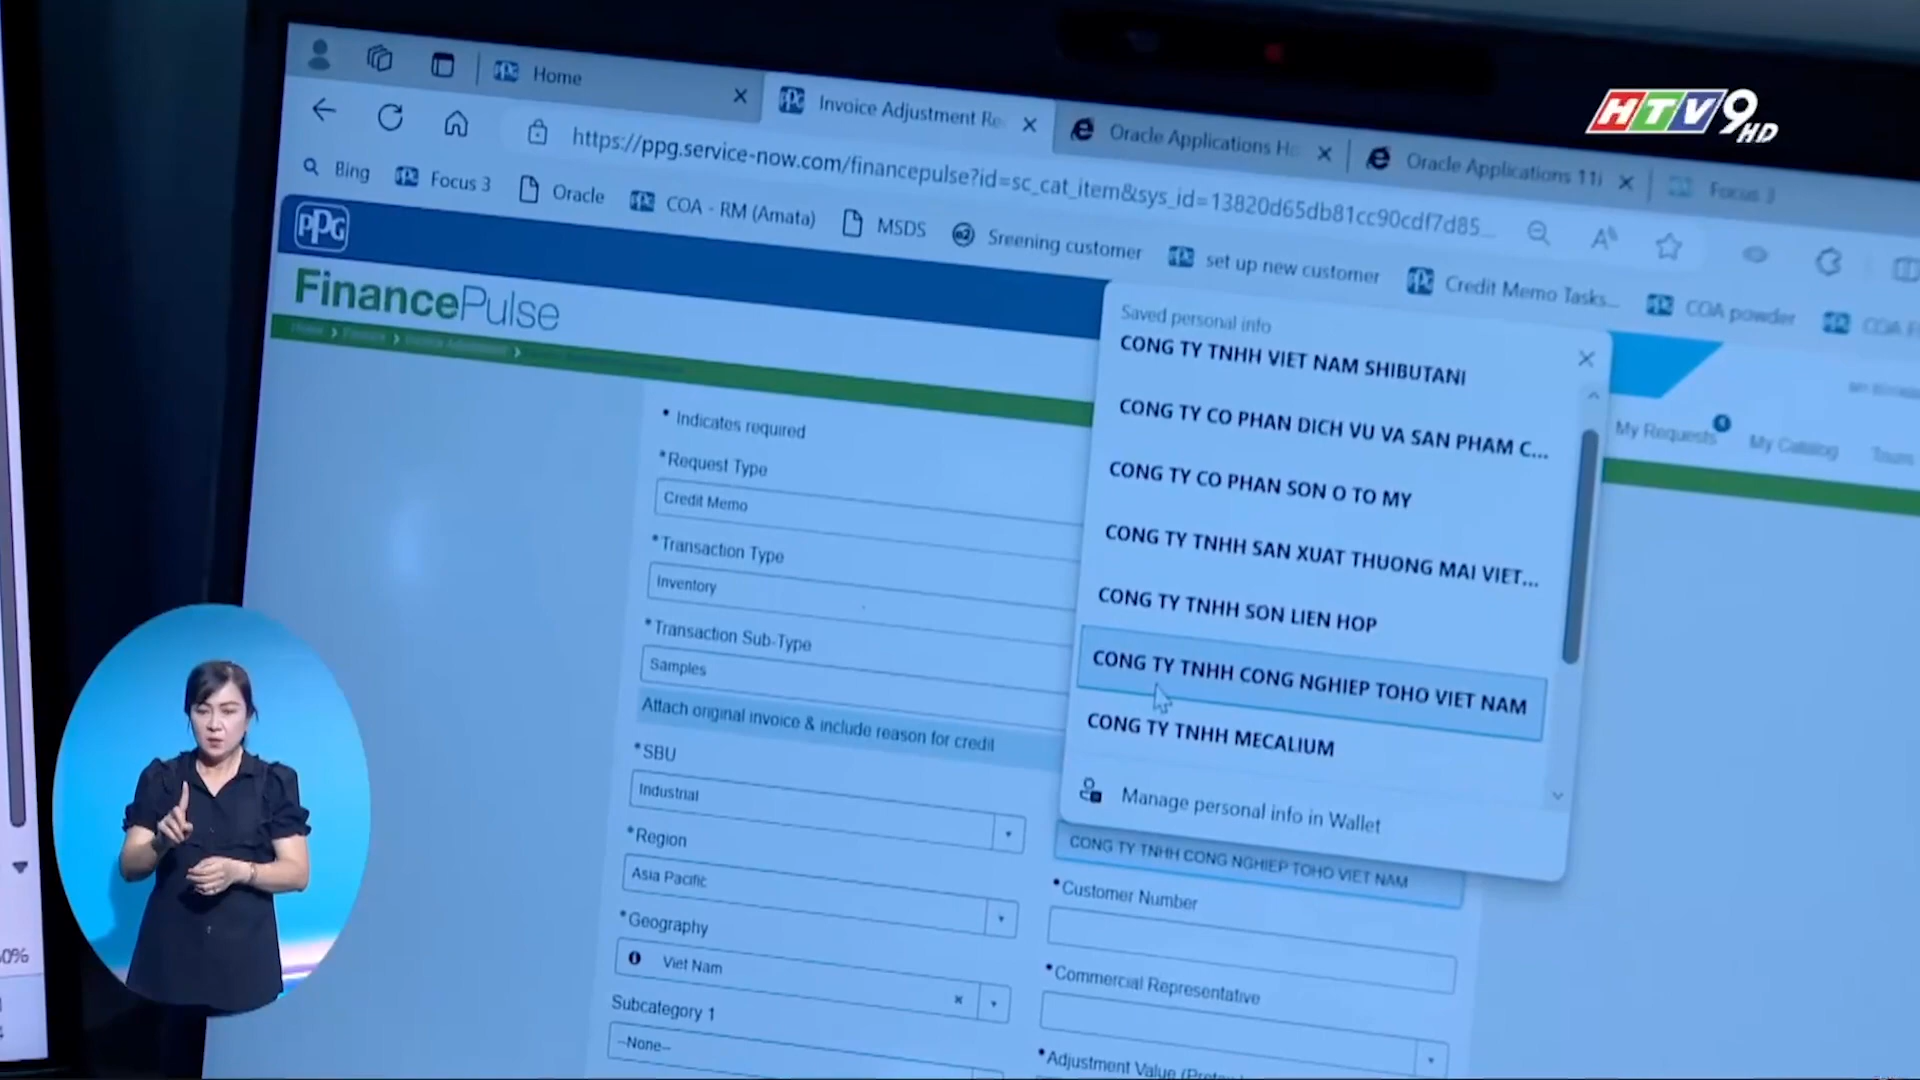 HTV9 HD
Home
Invoice Adjustment Re
Oracle Applications Ho
Oracle Applications 11i
Focus 3
https://ppg.service-now.com/financepulse?id=sc_cat_item&sys_id=13820d65db81cc90cdf7d85...
Bing
Focus 3
Oracle
COA - RM (Amata)
MSDS
Sreening customer
set up new customer
Credit Memo Tasks...
COA powder
PPG
FinancePulse
My Requests
My Catalog
Tours
Saved personal info
CONG TY TNHH VIET NAM SHIBUTANI
CONG TY CO PHAN DICH VU VA SAN PHAM C...
CONG TY CO PHAN SON O TO MY
CONG TY TNHH SAN XUAT THUONG MAI VIET...
CONG TY TNHH SON LIEN HOP
CONG TY TNHH CONG NGHIEP TOHO VIET NAM
CONG TY TNHH MECALIUM
Manage personal info in Wallet
• Indicates required
*Request Type
Credit Memo
*Transaction Type
Inventory
*Transaction Sub-Type
Samples
Attach original invoice & include reason for credit
*SBU
Industrial
*Region
Asia Pacific
*Geography
Viet Nam
Subcategory 1
--None--
CONG TY TNHH CONG NGHIEP TOHO VIET NAM
*Customer Number
*Commercial Representative
*Adjustment Value